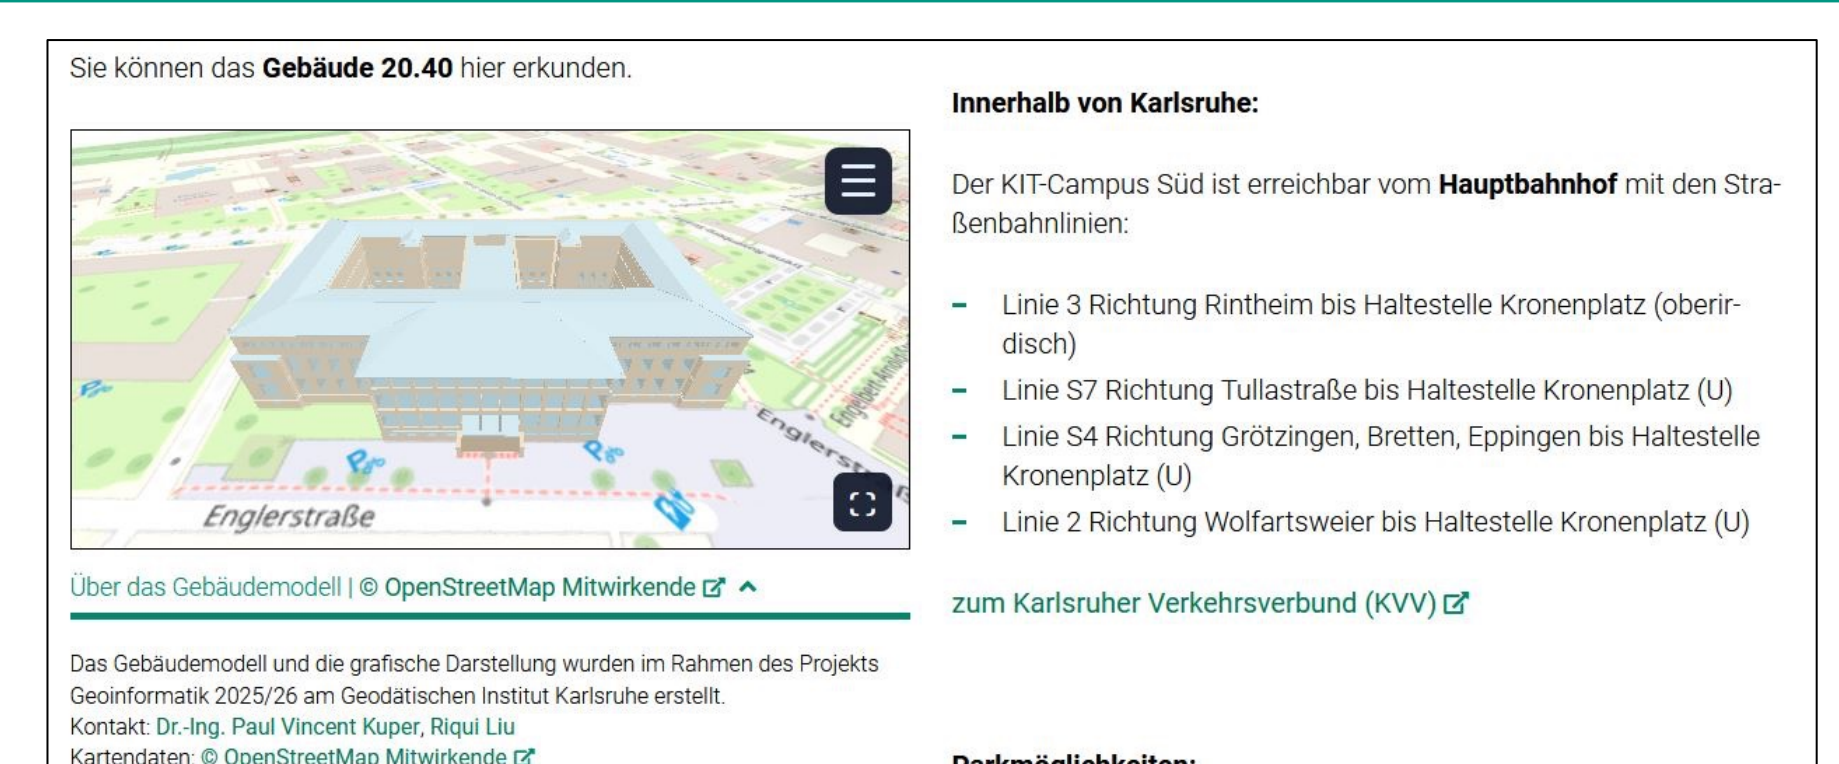 Sie können das Gebäude 20.40 hier erkunden.
Englerstraße
Über das Gebäudemodell | © OpenStreetMap Mitwirkende
Das Gebäudemodell und die grafische Darstellung wurden im Rahmen des Projekts
Geoinformatik 2025/26 am Geodätischen Institut Karlsruhe erstellt.
Kontakt: Dr.-Ing. Paul Vincent Kuper, Riqui Liu
Kartendaten: © OpenStreetMap Mitwirkende
Innerhalb von Karlsruhe:
Der KIT-Campus Süd ist erreichbar vom Hauptbahnhof mit den Stra-
ßenbahnlinien:
– Linie 3 Richtung Rintheim bis Haltestelle Kronenplatz (oberir-
disch)
– Linie S7 Richtung Tullastraße bis Haltestelle Kronenplatz (U)
– Linie S4 Richtung Grötzingen, Bretten, Eppingen bis Haltestelle
Kronenplatz (U)
– Linie 2 Richtung Wolfartsweier bis Haltestelle Kronenplatz (U)
zum Karlsruher Verkehrsverbund (KVV)
Parkmöglichkeiten: